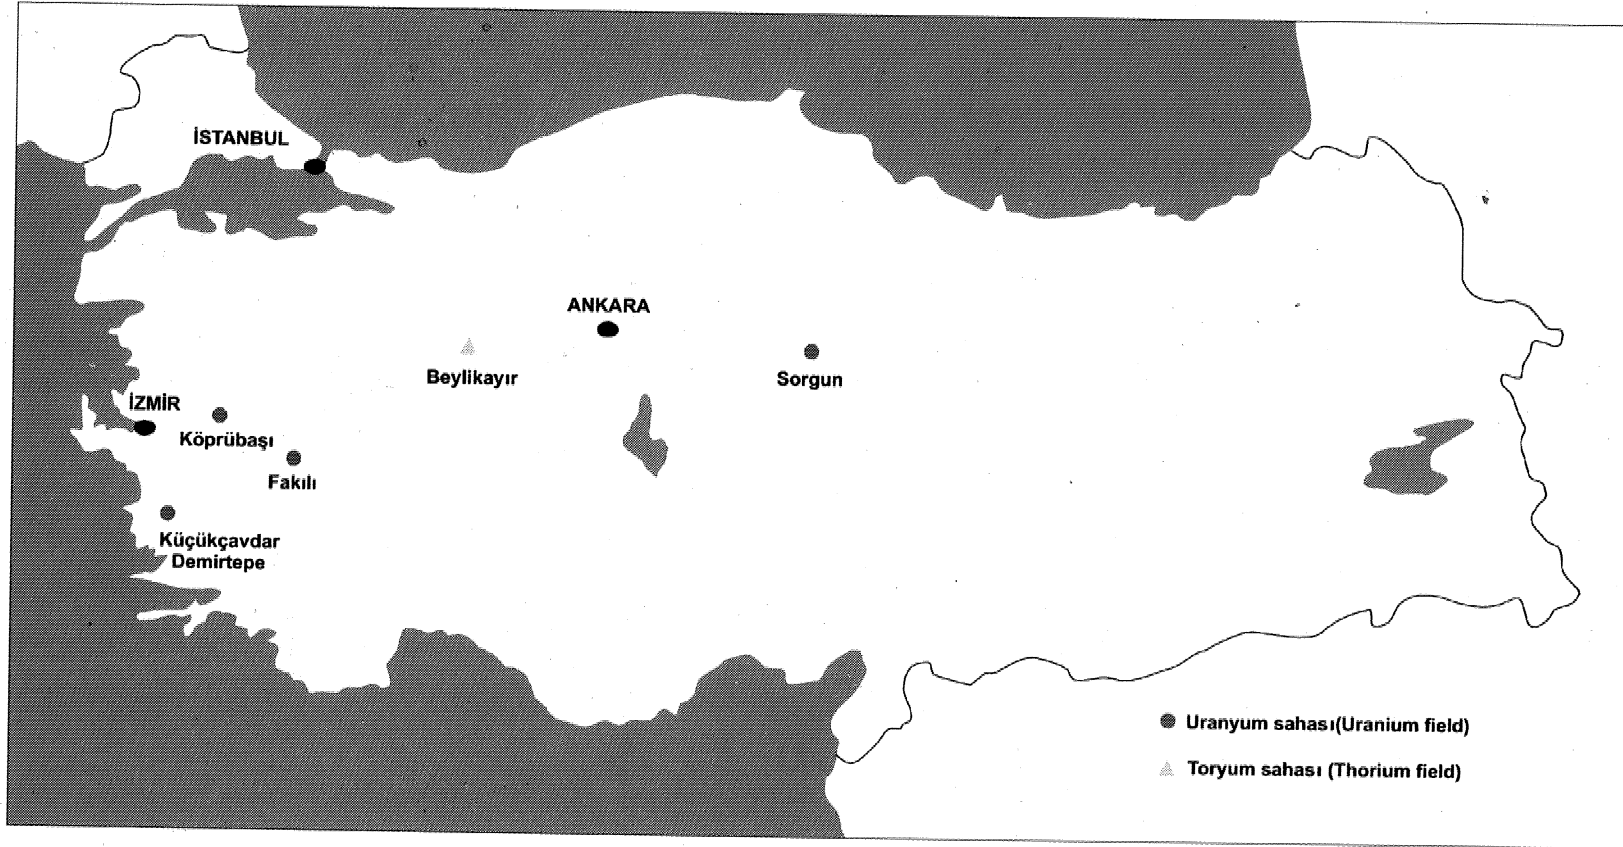 İSTANBUL
ANKARA
Beylikayır
Sorgun
İZMİR
Köprübaşı
Fakılı
Küçükçavdar
Demirtepe
Uranyum sahası(Uranium field)
Toryum sahası (Thorium field)